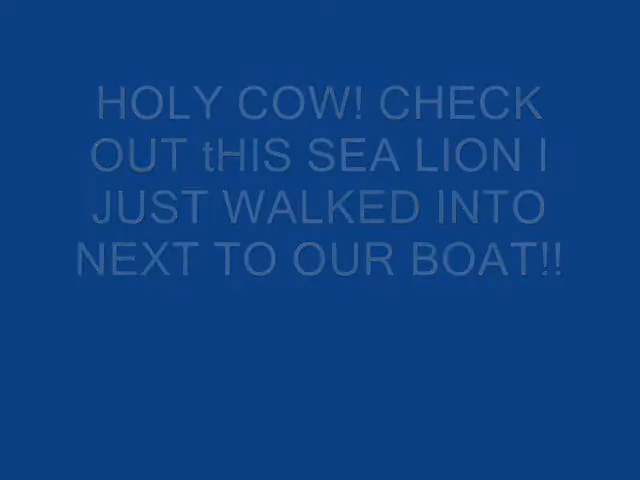 HOLY COW! CHECK
OUT tHIS SEA LION I
JUST WALKED INTO
NEXT TO OUR BOAT!!